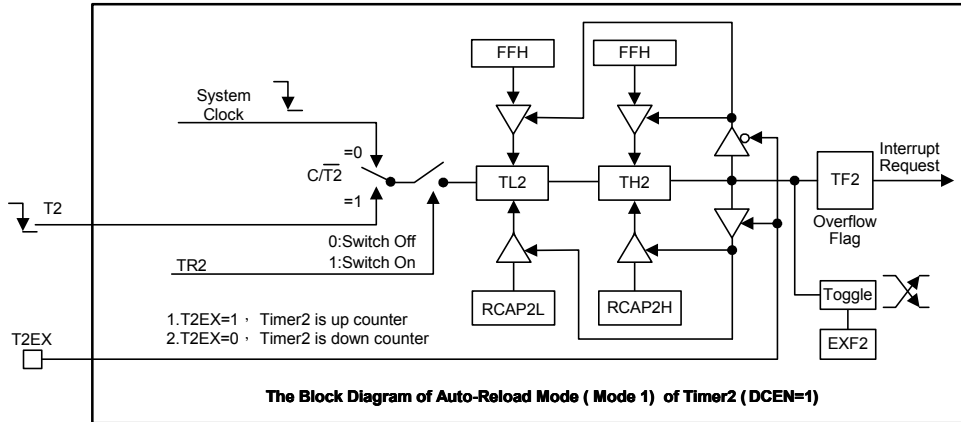 FFH
FFH
System
Clock
=0
C/T2
=1
TL2
TH2
TF2
Interrupt
Request
Overflow
Flag
T2
0:Switch Off
1:Switch On
TR2
RCAP2L
RCAP2H
Toggle
EXF2
1.T2EX=1， Timer2 is up counter
2.T2EX=0， Timer2 is down counter
T2EX
The Block Diagram of Auto-Reload Mode ( Mode 1) of Timer2 ( DCEN=1)